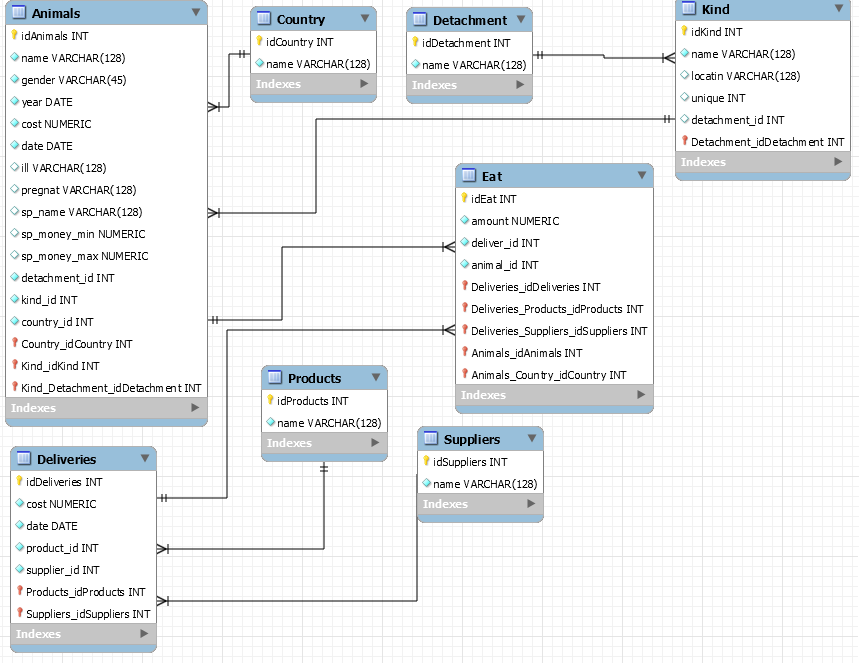 Animals
idAnimals INT
name VARCHAR(128)
gender VARCHAR(45)
year DATE
cost NUMERIC
date DATE
ill VARCHAR(128)
pregnat VARCHAR(128)
sp_name VARCHAR(128)
sp_money_min NUMERIC
sp_money_max NUMERIC
detachment_id INT
kind_id INT
country_id INT
Country_idCountry INT
Kind_idKind INT
Kind_Detachment_idDetachment INT
Indexes
Country
idCountry INT
name VARCHAR(128)
Indexes
Detachment
idDetachment INT
name VARCHAR(128)
Indexes
Kind
idKind INT
name VARCHAR(128)
locatin VARCHAR(128)
unique INT
detachment_id INT
Detachment_idDetachment INT
Indexes
Eat
idEat INT
amount NUMERIC
deliver_id INT
animal_id INT
Deliveries_idDeliveries INT
Deliveries_Products_idProducts INT
Deliveries_Suppliers_idSuppliers INT
Animals_idAnimals INT
Animals_Country_idCountry INT
Indexes
Products
idProducts INT
name VARCHAR(128)
Indexes
Suppliers
idSuppliers INT
name VARCHAR(128)
Indexes
Deliveries
idDeliveries INT
cost NUMERIC
date DATE
product_id INT
supplier_id INT
Products_idProducts INT
Suppliers_idSuppliers INT
Indexes